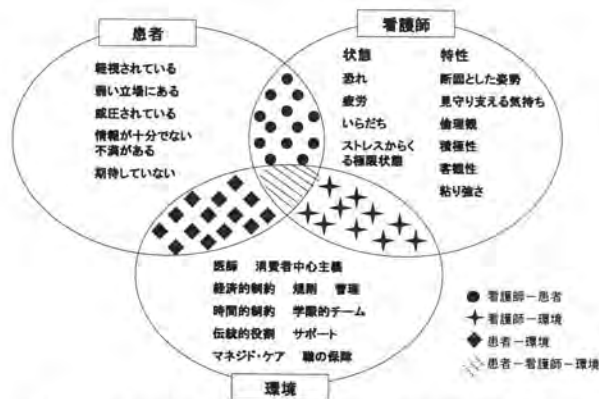 患者
軽視されている
弱い立場にある
威圧されている
情報が十分でない
不満がある
期待していない
看護師
状態
恐れ
疲労
いらだち
ストレスからく
る極限状態
特性
断固とした姿勢
見守り支える気持ち
倫理観
積極性
客観性
粘り強さ
医師 消費者中心主義
経済的制約 規則 管理
時間的制約 学際的チーム
伝統的役割 サポート
マネジド・ケア 職の保障
環境
看護師－患者
看護師－環境
患者－環境
患者－看護師－環境